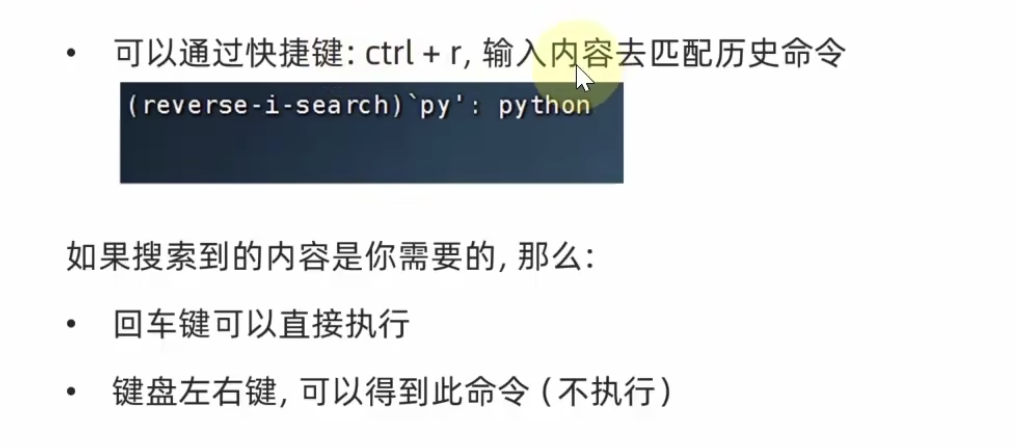 • 可以通过快捷键: ctrl + r, 输入内容去匹配历史命令
(reverse-i-search)`py': python
如果搜索到的内容是你需要的, 那么:
• 回车键可以直接执行
• 键盘左右键, 可以得到此命令 (不执行)